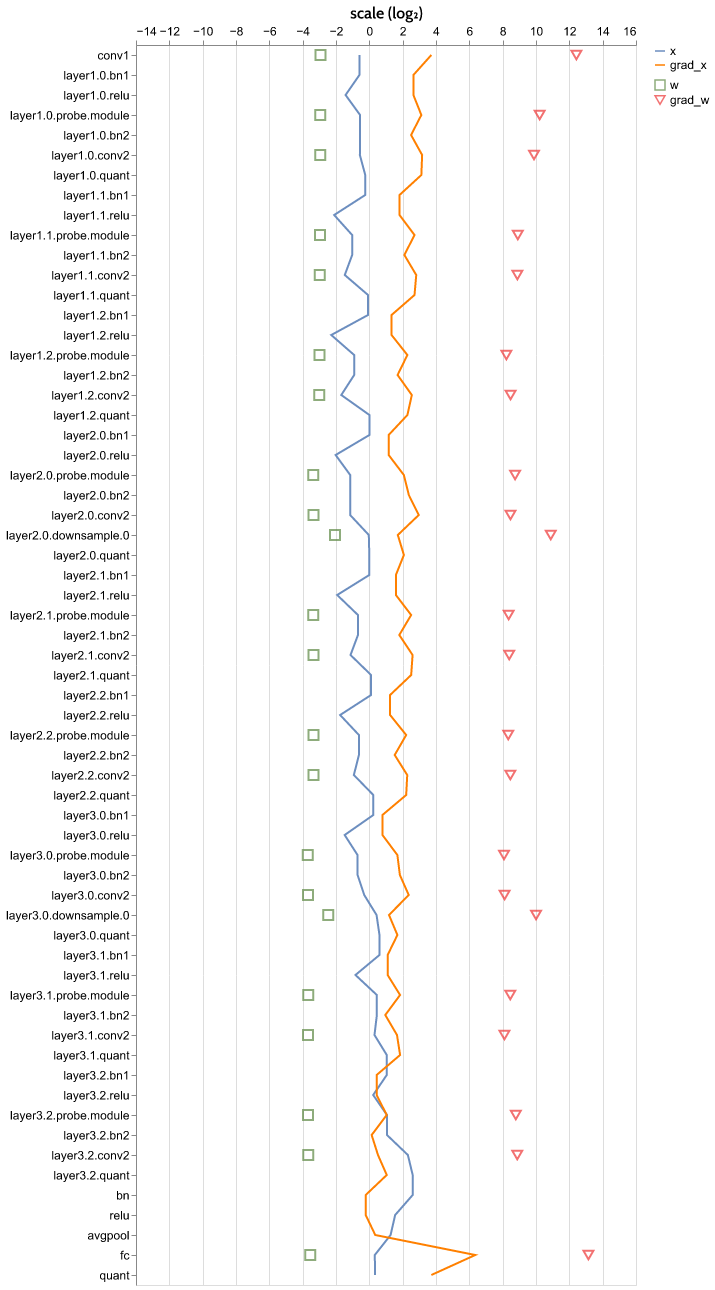 scale (log₂)
−14 −12 −10 −8 −6 −4 −2 0 2 4 6 8 10 12 14 16
conv1
layer1.0.bn1
layer1.0.relu
layer1.0.probe.module
layer1.0.bn2
layer1.0.conv2
layer1.0.quant
layer1.1.bn1
layer1.1.relu
layer1.1.probe.module
layer1.1.bn2
layer1.1.conv2
layer1.1.quant
layer1.2.bn1
layer1.2.relu
layer1.2.probe.module
layer1.2.bn2
layer1.2.conv2
layer1.2.quant
layer2.0.bn1
layer2.0.relu
layer2.0.probe.module
layer2.0.bn2
layer2.0.conv2
layer2.0.downsample.0
layer2.0.quant
layer2.1.bn1
layer2.1.relu
layer2.1.probe.module
layer2.1.bn2
layer2.1.conv2
layer2.1.quant
layer2.2.bn1
layer2.2.relu
layer2.2.probe.module
layer2.2.bn2
layer2.2.conv2
layer2.2.quant
layer3.0.bn1
layer3.0.relu
layer3.0.probe.module
layer3.0.bn2
layer3.0.conv2
layer3.0.downsample.0
layer3.0.quant
layer3.1.bn1
layer3.1.relu
layer3.1.probe.module
layer3.1.bn2
layer3.1.conv2
layer3.1.quant
layer3.2.bn1
layer3.2.relu
layer3.2.probe.module
layer3.2.bn2
layer3.2.conv2
layer3.2.quant
bn
relu
avgpool
fc
quant
x
grad_x
w
grad_w